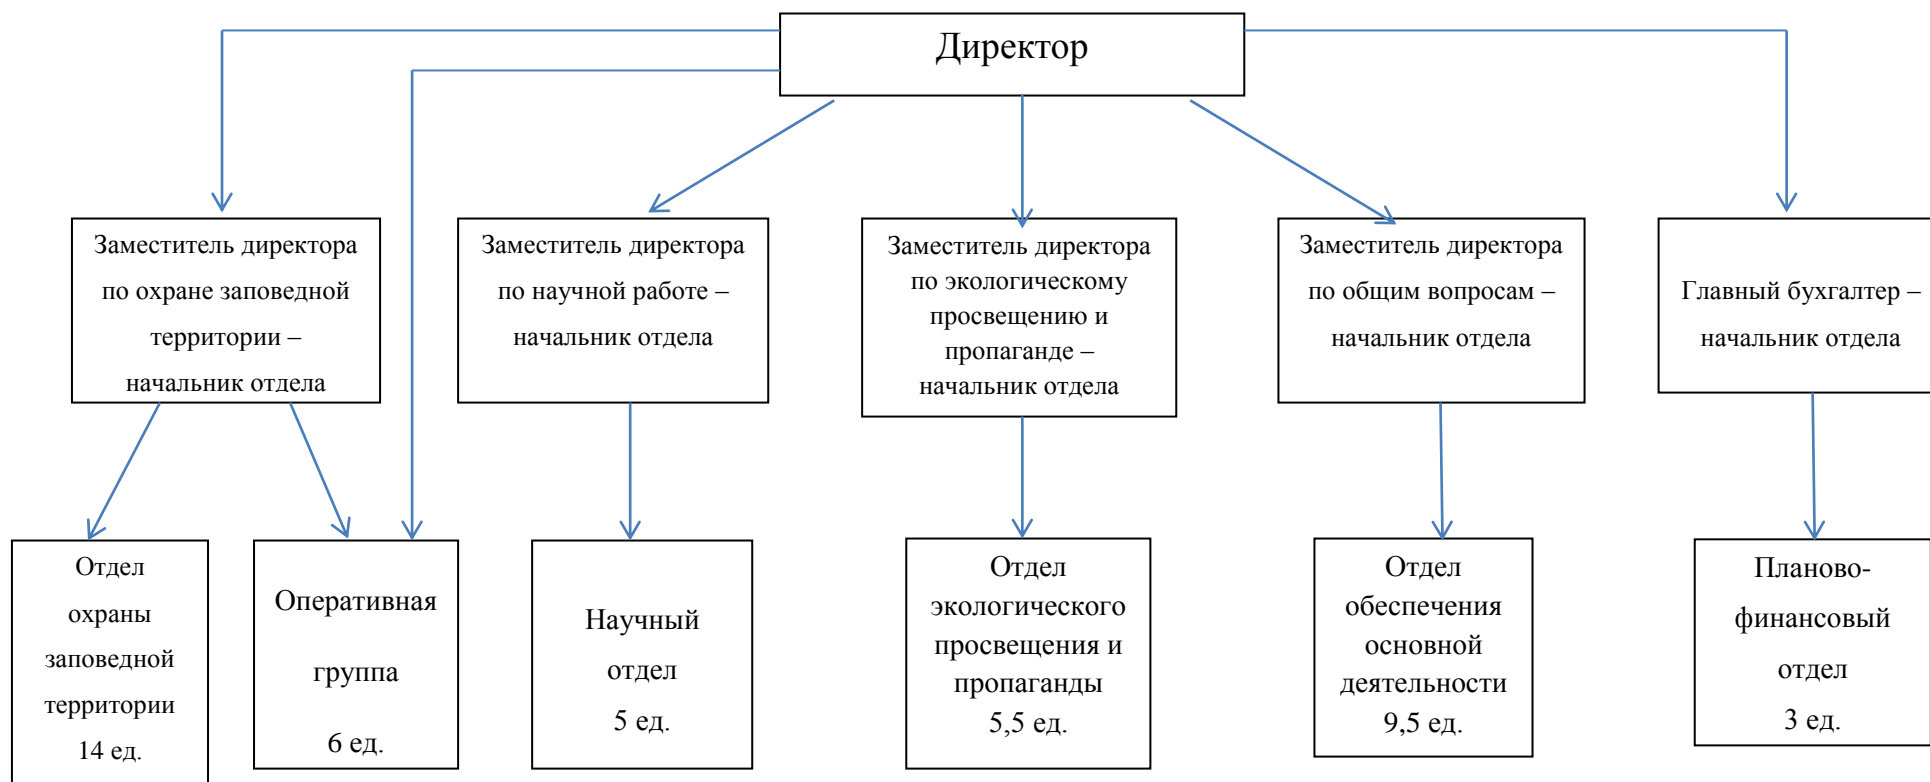 Директор
Заместитель директора
по охране заповедной
территории –
начальник отдела
Заместитель директора
по научной работе –
начальник отдела
Заместитель директора
по экологическому
просвещению и
пропаганде –
начальник отдела
Заместитель директора
по общим вопросам –
начальник отдела
Главный бухгалтер –
начальник отдела
Отдел
охраны
заповедной
территории
14 ед.
Оперативная
группа
6 ед.
Научный
отдел
5 ед.
Отдел
экологического
просвещения и
пропаганды
5,5 ед.
Отдел
обеспечения
основной
деятельности
9,5 ед.
Планово-
финансовый
отдел
3 ед.